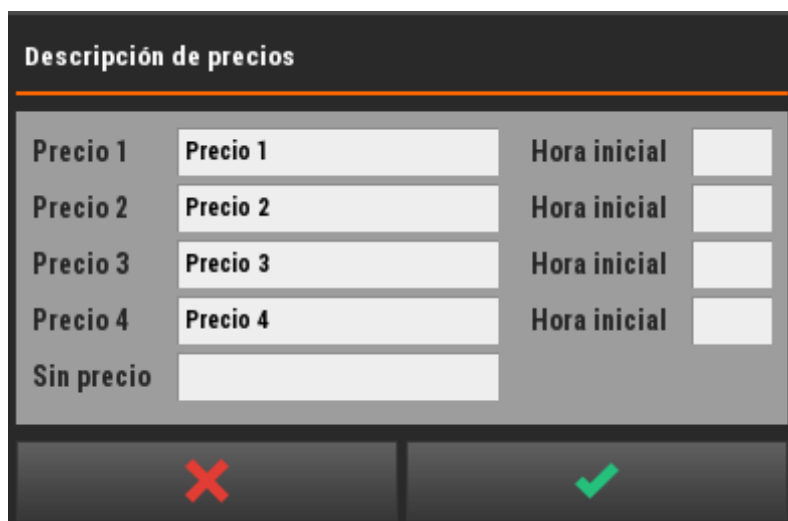 Descripción de precios
Precio 1 Precio 1 Hora inicial
Precio 2 Precio 2 Hora inicial
Precio 3 Precio 3 Hora inicial
Precio 4 Precio 4 Hora inicial
Sin precio